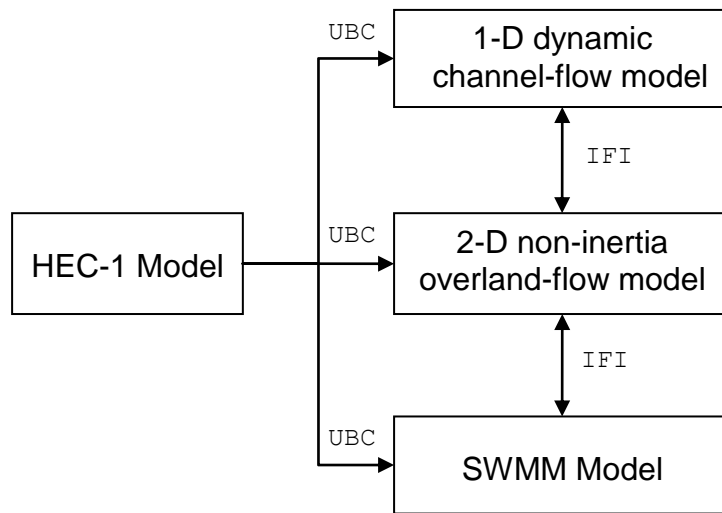 UBC
1-D dynamic
channel-flow model
IFI
HEC-1 Model
UBC
2-D non-inertia
overland-flow model
IFI
UBC
SWMM Model